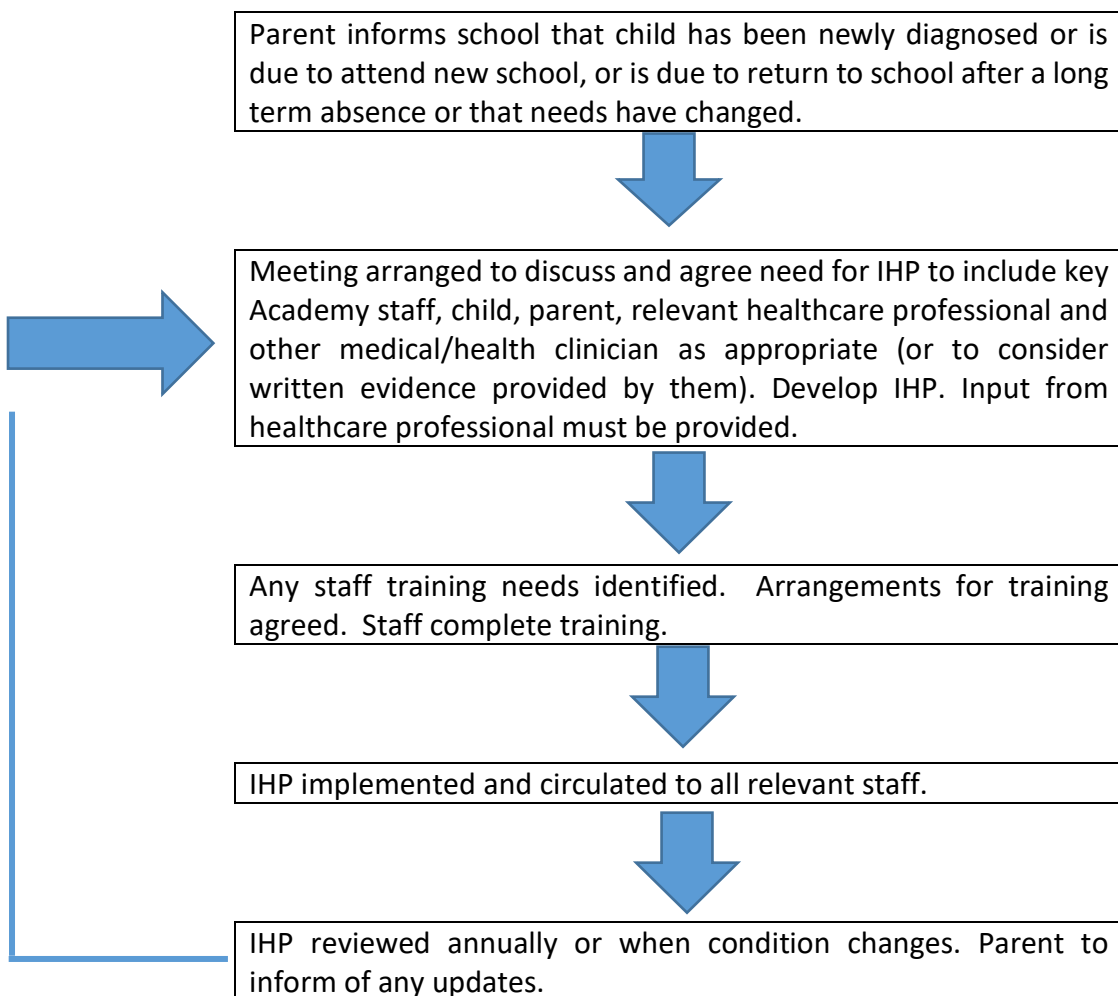 Parent informs school that child has been newly diagnosed or is
due to attend new school, or is due to return to school after a long
term absence or that needs have changed.
Meeting arranged to discuss and agree need for IHP to include key
Academy staff, child, parent, relevant healthcare professional and
other medical/health clinician as appropriate (or to consider
written evidence provided by them). Develop IHP. Input from
healthcare professional must be provided.
Any staff training needs identified. Arrangements for training
agreed. Staff complete training.
IHP implemented and circulated to all relevant staff.
IHP reviewed annually or when condition changes. Parent to
inform of any updates.